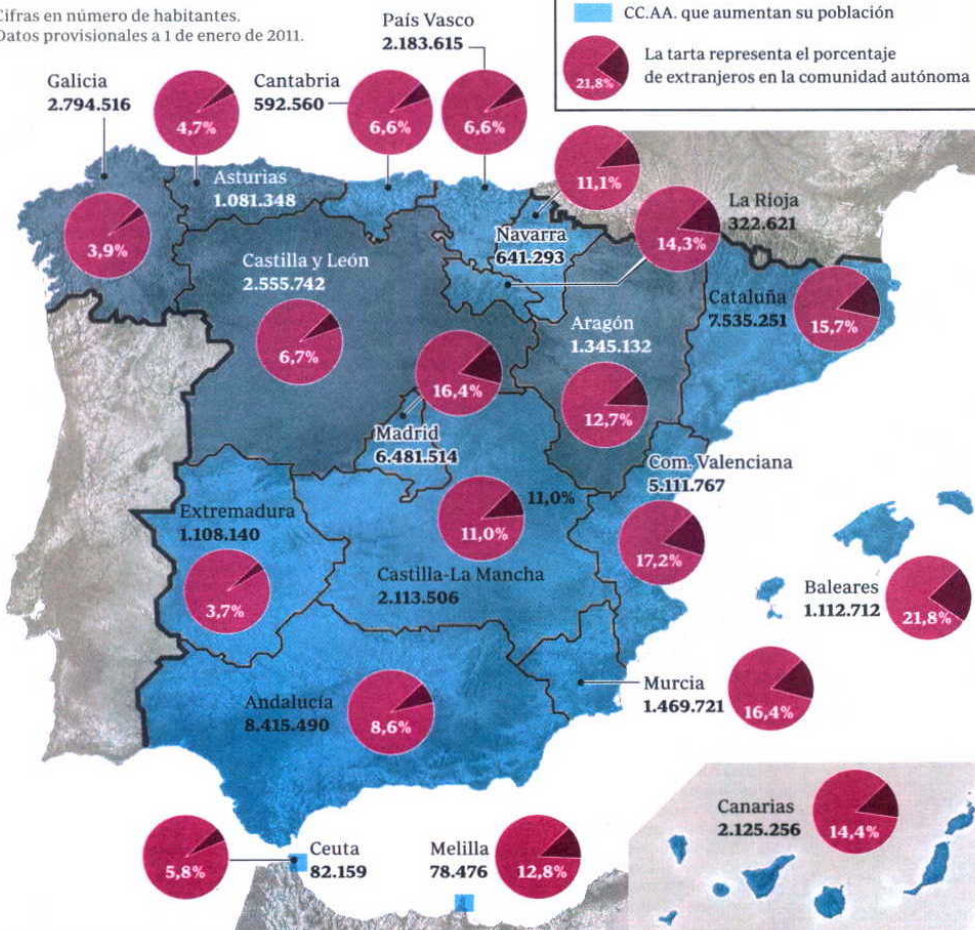 Cifras en número de habitantes.
Datos provisionales a 1 de enero de 2011.
CC.AA. que aumentan su población
La tarta representa el porcentaje
de extranjeros en la comunidad autónoma
21,8%
País Vasco
2.183.615
6,6%
Cantabria
592.560
6,6%
Galicia
2.794.516
3,9%
4,7%
Asturias
1.081.348
11,1%
Navarra
641.293
La Rioja
322.621
14,3%
Castilla y León
2.555.742
6,7%
Aragón
1.345.132
12,7%
Cataluña
7.535.251
15,7%
16,4%
Madrid
6.481.514
Com. Valenciana
5.111.767
17,2%
11,0%
11,0%
Castilla-La Mancha
2.113.506
Extremadura
1.108.140
3,7%
Baleares
1.112.712
21,8%
Andalucía
8.415.490
8,6%
Murcia
1.469.721
16,4%
Canarias
2.125.256
14,4%
5,8%
Ceuta
82.159
Melilla
78.476
12,8%